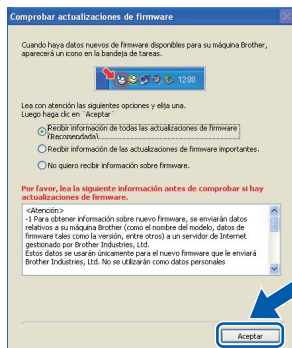 Comprobar actualizaciones de firmware
Cuando haya datos nuevos de firmware disponibles para su máquina Brother,
aparecerá un icono en la bandeja de tareas.
12:00
Lea con atención las siguientes opciones y elija una.
Luego haga clic en ¨Aceptar¨
Recibir información de todas las actualizaciones de firmware
(Recomendada)
Recibir información de las actualizaciones de firmware importantes.
No quiero recibir información sobre firmware.
Por favor, lea la siguiente información antes de comprobar si hay
actualizaciones de firmware.
<Atención>
-1 Para obtener información sobre nuevo firmware, se enviarán datos
relativos a su máquina Brother (como el nombre del modelo, datos de
firmware tales como la versión, entre otros) a un servidor de Internet
gestionado por Brother Industries, Ltd.
Estos datos se usarán únicamente para el nuevo firmware que le enviará
Brother Industries, Ltd. No se utilizarán como datos personales
Aceptar